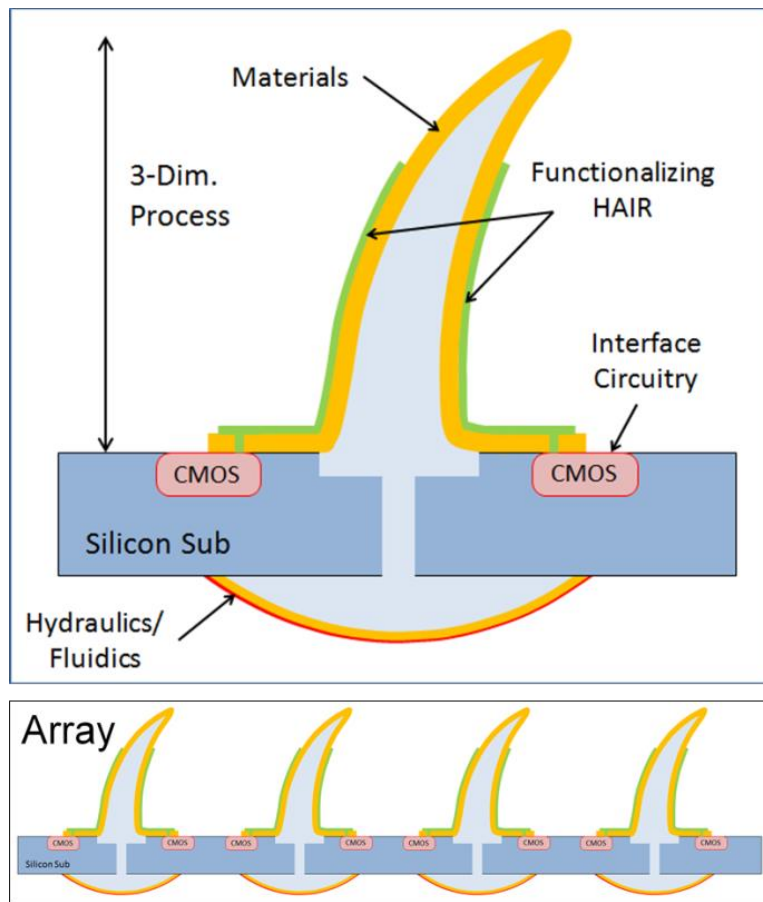 Materials
3-Dim.
Process
Functionalizing
HAIR
Interface
Circuitry
CMOS
CMOS
Silicon Sub
Hydraulics/
Fluidics
Array
CMOS
CMOS
CMOS
CMOS
CMOS
CMOS
CMOS
CMOS
Silicon Sub